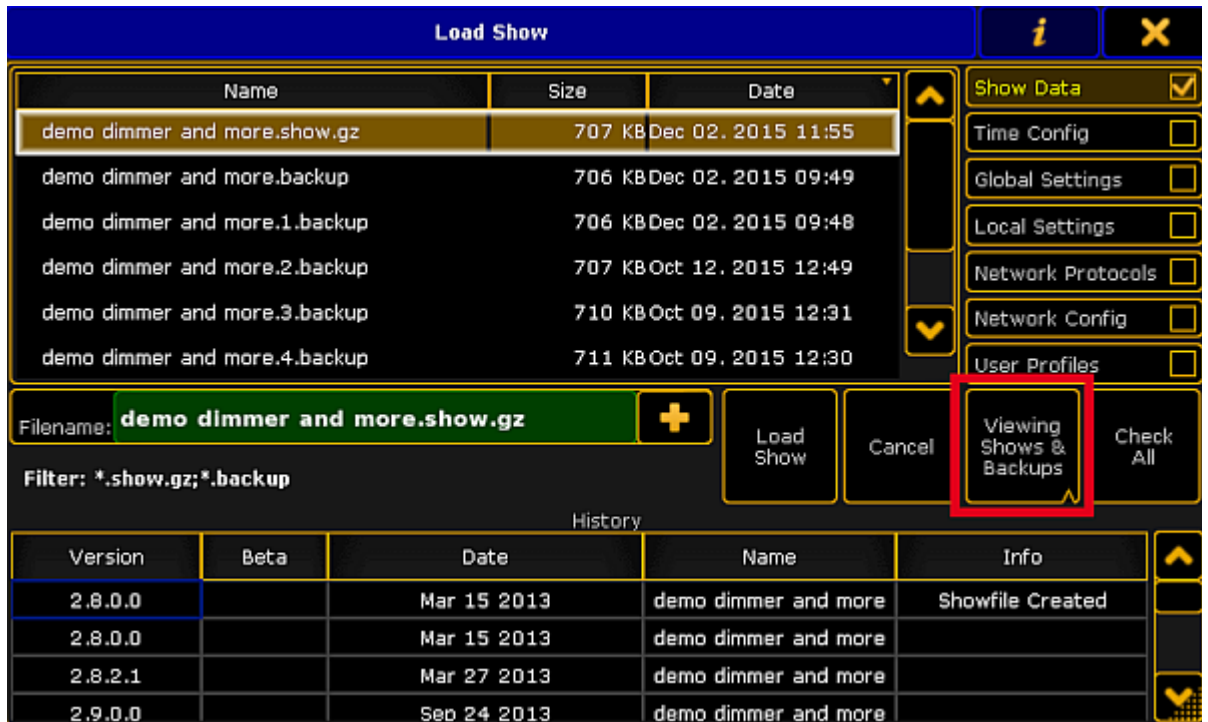 Load Show
i
Name Size Date
demo dimmer and more.show.gz 707 KB Dec 02. 2015 11:55
demo dimmer and more.backup 706 KB Dec 02. 2015 09:49
demo dimmer and more.1.backup 706 KB Dec 02. 2015 09:48
demo dimmer and more.2.backup 707 KB Oct 12. 2015 12:49
demo dimmer and more.3.backup 710 KB Oct 09. 2015 12:31
demo dimmer and more.4.backup 711 KB Oct 09. 2015 12:30
Show Data
Time Config
Global Settings
Local Settings
Network Protocols
Network Config
User Profiles
Filename: demo dimmer and more.show.gz
Filter: *.show.gz;*.backup
Load
Show
Cancel
Viewing
Shows &
Backups
Check
All
History
Version Beta Date Name Info
2.8.0.0 Mar 15 2013 demo dimmer and more Showfile Created
2.8.0.0 Mar 15 2013 demo dimmer and more
2.8.2.1 Mar 27 2013 demo dimmer and more
2.9.0.0 Sep 24 2013 demo dimmer and more